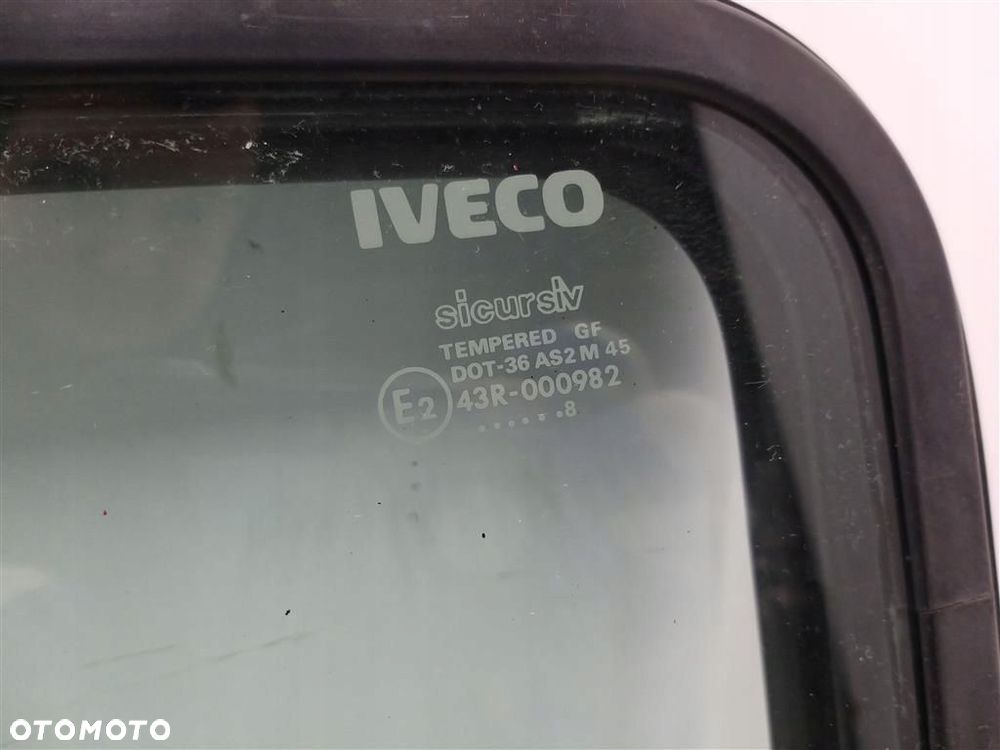 IVECO
sicursiv
TEMPERED GF
DOT-36 AS2 M 45
E2 43R-000982
......8
OTOMOTO